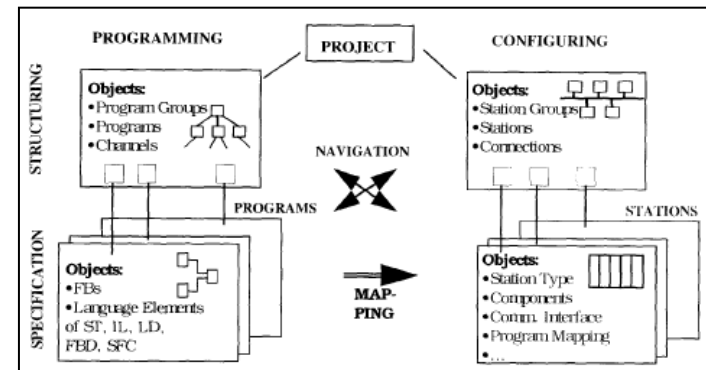 PROGRAMMING
PROJECT
CONFIGURING
STRUCTURING
Objects:
•Program Groups
•Programs
•Channels
NAVIGATION
Objects:
•Station Groups
•Stations
•Connections
PROGRAMS
STATIONS
SPECIFICATION
Objects:
•FBs
•Language Elements
of ST, IL, LD,
FBD, SFC
MAP-
PING
Objects:
•Station Type
•Components
•Comm. Interface
•Program Mapping
•...